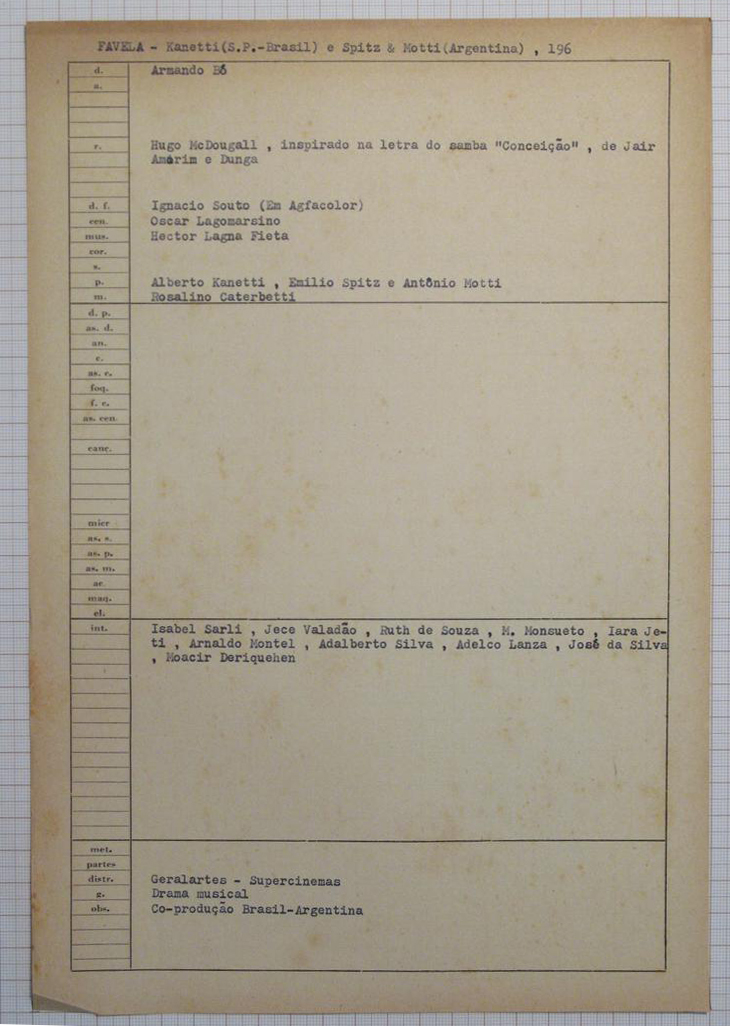 FAVELA - Kanetti(S.P.-Brasil) e Spitz & Motti(Argentina) , 196
d. Armando Bó
a.
r. Hugo McDougall , inspirado na letra do samba "Conceição" , de Jair
Amorim e Dunga
d. f. Ignacio Souto (Em Agfacolor)
cen. Oscar Lagomarsino
mus. Hector Lagna Fieta
cor.
s.
p. Alberto Kanetti , Emilio Spitz e Antônio Motti
m. Rosalino Caterbetti
d. p.
as. d.
an.
c.
as. c.
foq.
f. c.
as. cen.
canç.
micr
as. s.
as. p.
as. m.
ac.
maq.
el.
int. Isabel Sarli , Jece Valadão , Ruth de Souza , M. Monsueto , Iara Je-
ti , Arnaldo Montel , Adalberto Silva , Adelco Lanza , José da Silva
, Moacir Deriquehen
met.
partes
distr. Geralartes - Supercinemas
g. Drama musical
obs. Co-produção Brasil-Argentina